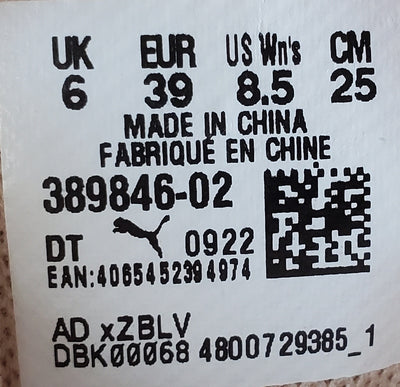 UK EUR US Wn's CM
6 39 8.5 25
MADE IN CHINA
FABRIQUÉ EN CHINE
389846-02
DT 0922
EAN:4065452394974
AD xZBLV
DBK00068 4800729385_1